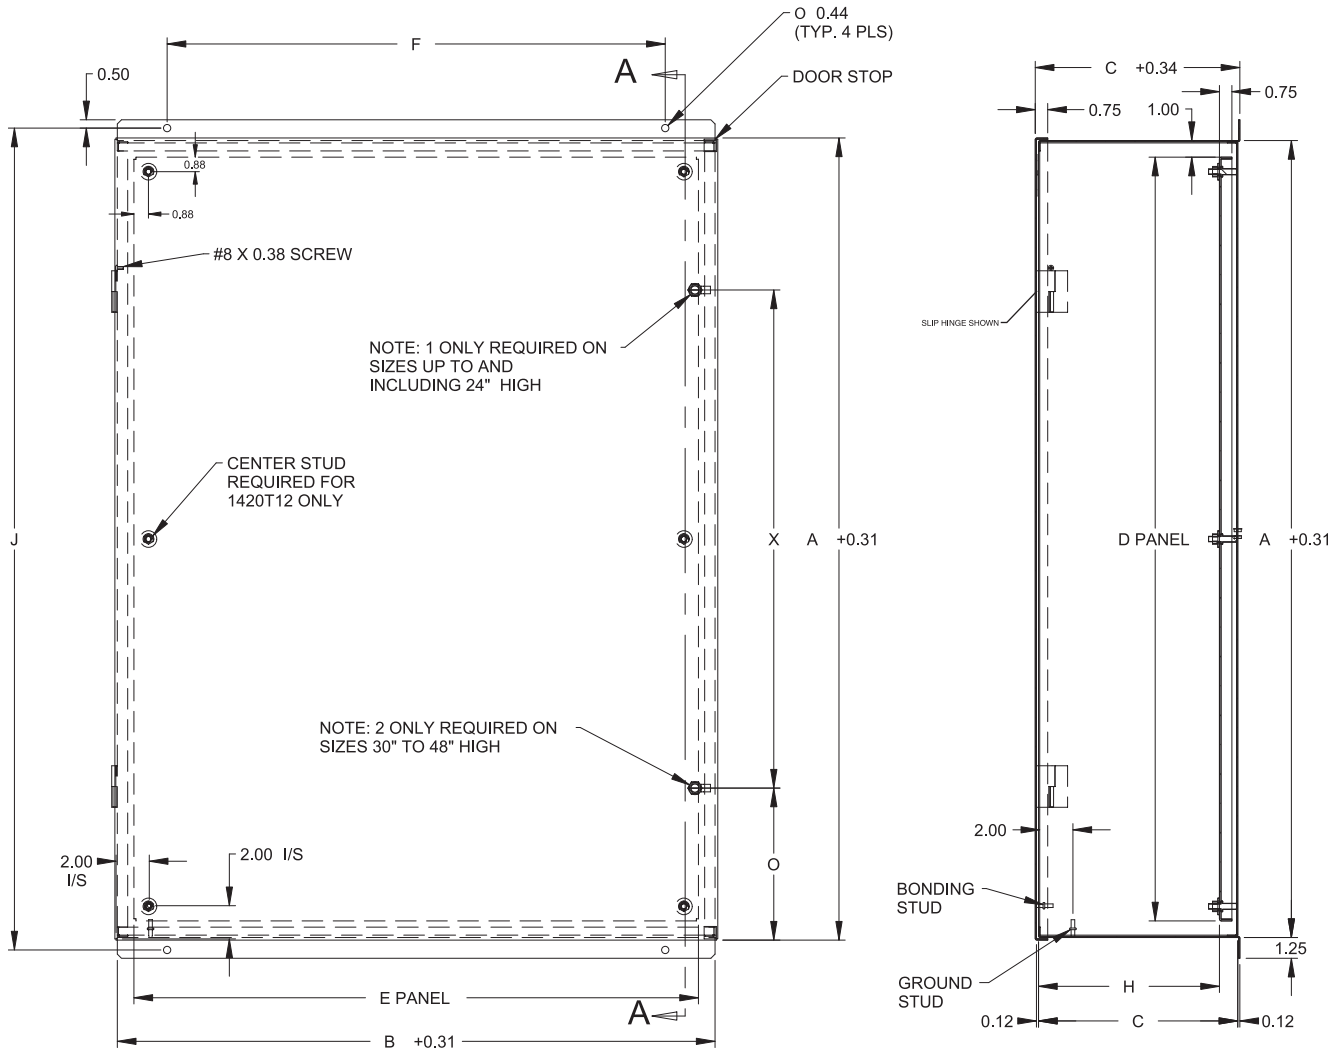 O 0.44
(TYP. 4 PLS)
F
A
DOOR STOP
0.50
0.88
0.88
#8 X 0.38 SCREW
NOTE: 1 ONLY REQUIRED ON
SIZES UP TO AND
INCLUDING 24" HIGH
CENTER STUD
REQUIRED FOR
1420T12 ONLY
J
X
A +0.31
NOTE: 2 ONLY REQUIRED ON
SIZES 30" TO 48" HIGH
2.00
I/S
2.00 I/S
O
E PANEL
A
B +0.31
C +0.34
0.75
1.00
0.75
SLIP HINGE SHOWN
D PANEL
A +0.31
2.00
BONDING
STUD
GROUND
STUD
1.25
H
0.12
C
0.12